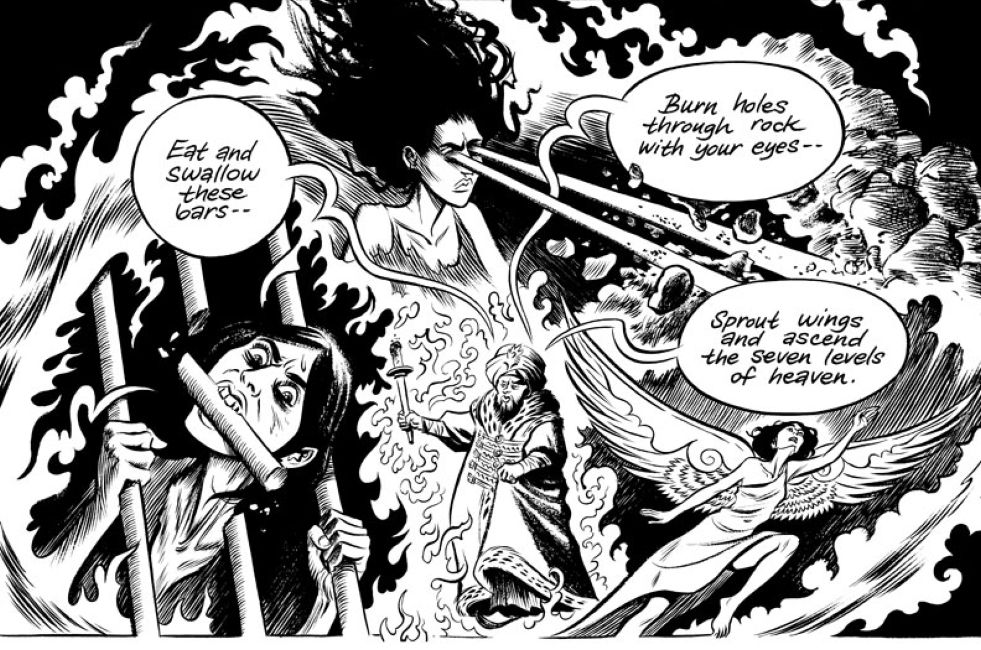 Eat and
swallow
these
bars--
Burn holes
through rock
with your eyes--
Sprout wings
and ascend
the seven levels
of heaven.